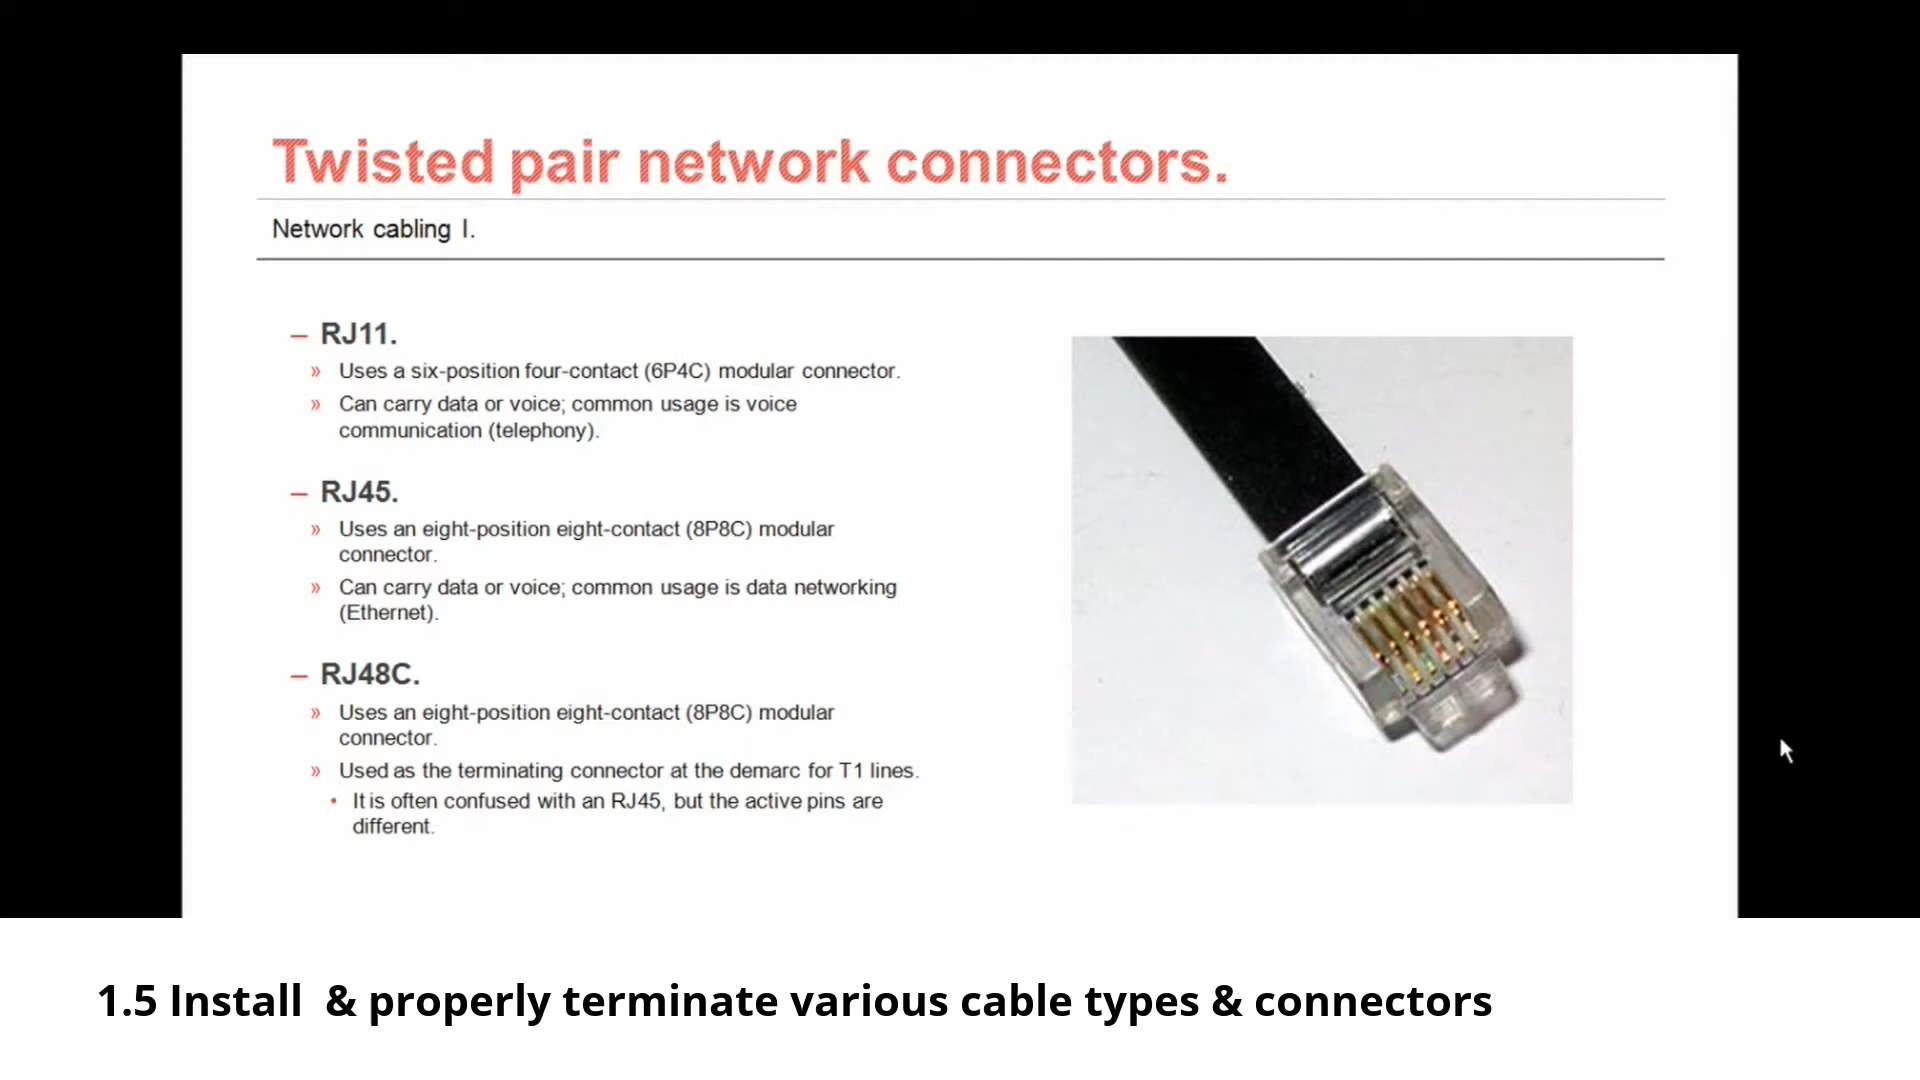 Twisted pair network connectors.
Network cabling I.
– RJ11.
» Uses a six-position four-contact (6P4C) modular connector.
» Can carry data or voice; common usage is voice
communication (telephony).
– RJ45.
» Uses an eight-position eight-contact (8P8C) modular
connector.
» Can carry data or voice; common usage is data networking
(Ethernet).
– RJ48C.
» Uses an eight-position eight-contact (8P8C) modular
connector.
» Used as the terminating connector at the demarc for T1 lines.
• It is often confused with an RJ45, but the active pins are
different.
1.5 Install & properly terminate various cable types & connectors